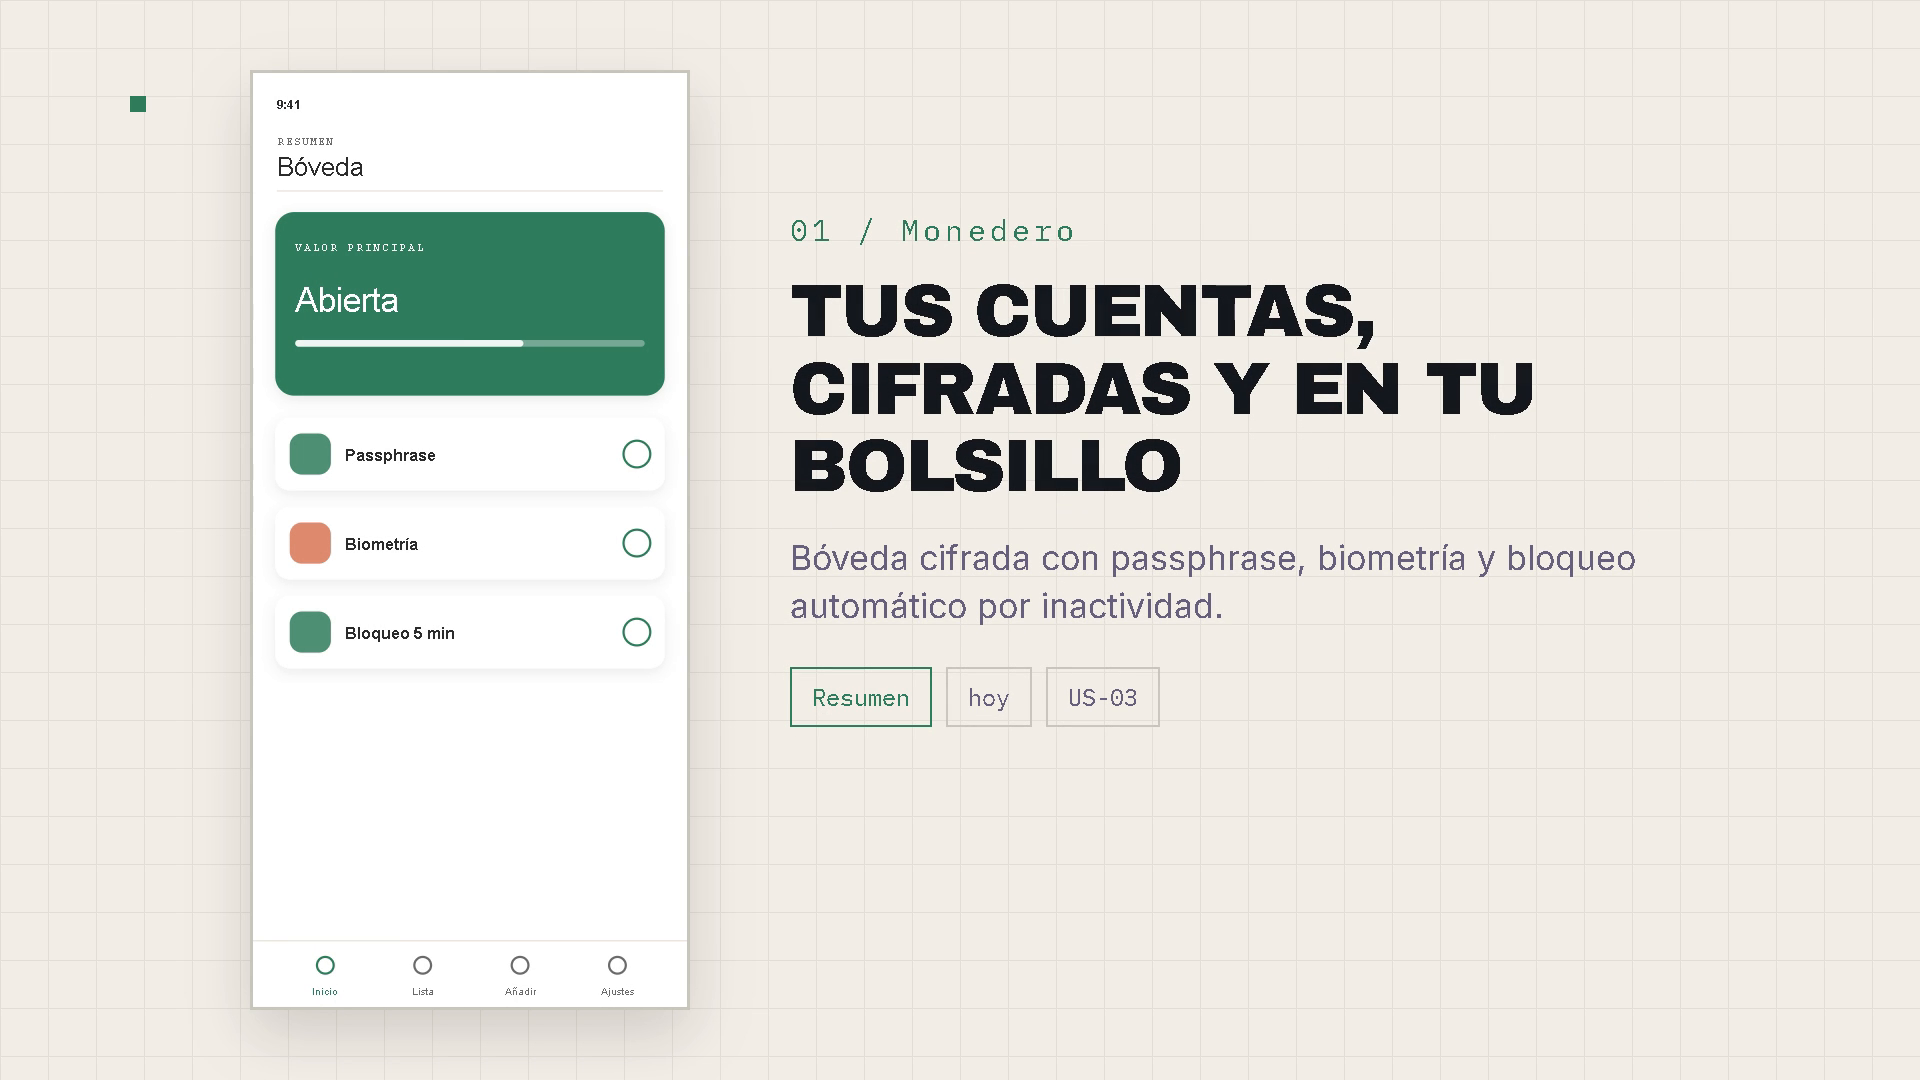 9:41
RESUMEN
Bóveda
VALOR PRINCIPAL
Abierta
Passphrase
Biometría
Bloqueo 5 min
Inicio
Lista
Añadir
Ajustes
01 / Monedero
TUS CUENTAS,
CIFRADAS Y EN TU
BOLSILLO
Bóveda cifrada con passphrase, biometría y bloqueo
automático por inactividad.
Resumen
hoy
US-03